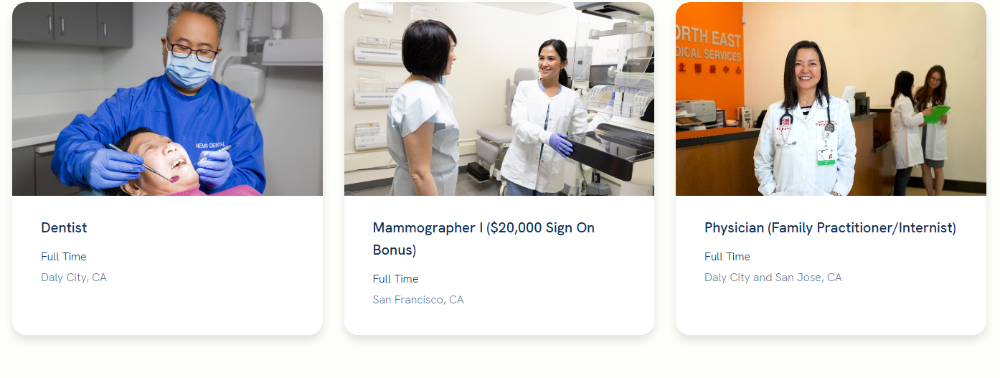 NEMS DENTAL
ORTH EAST
DICAL SERVICES
北 醫 療 中 心
Dentist
Full Time
Daly City, CA
Mammographer I ($20,000 Sign On
Bonus)
Full Time
San Francisco, CA
Physician (Family Practitioner/Internist)
Full Time
Daly City and San Jose, CA